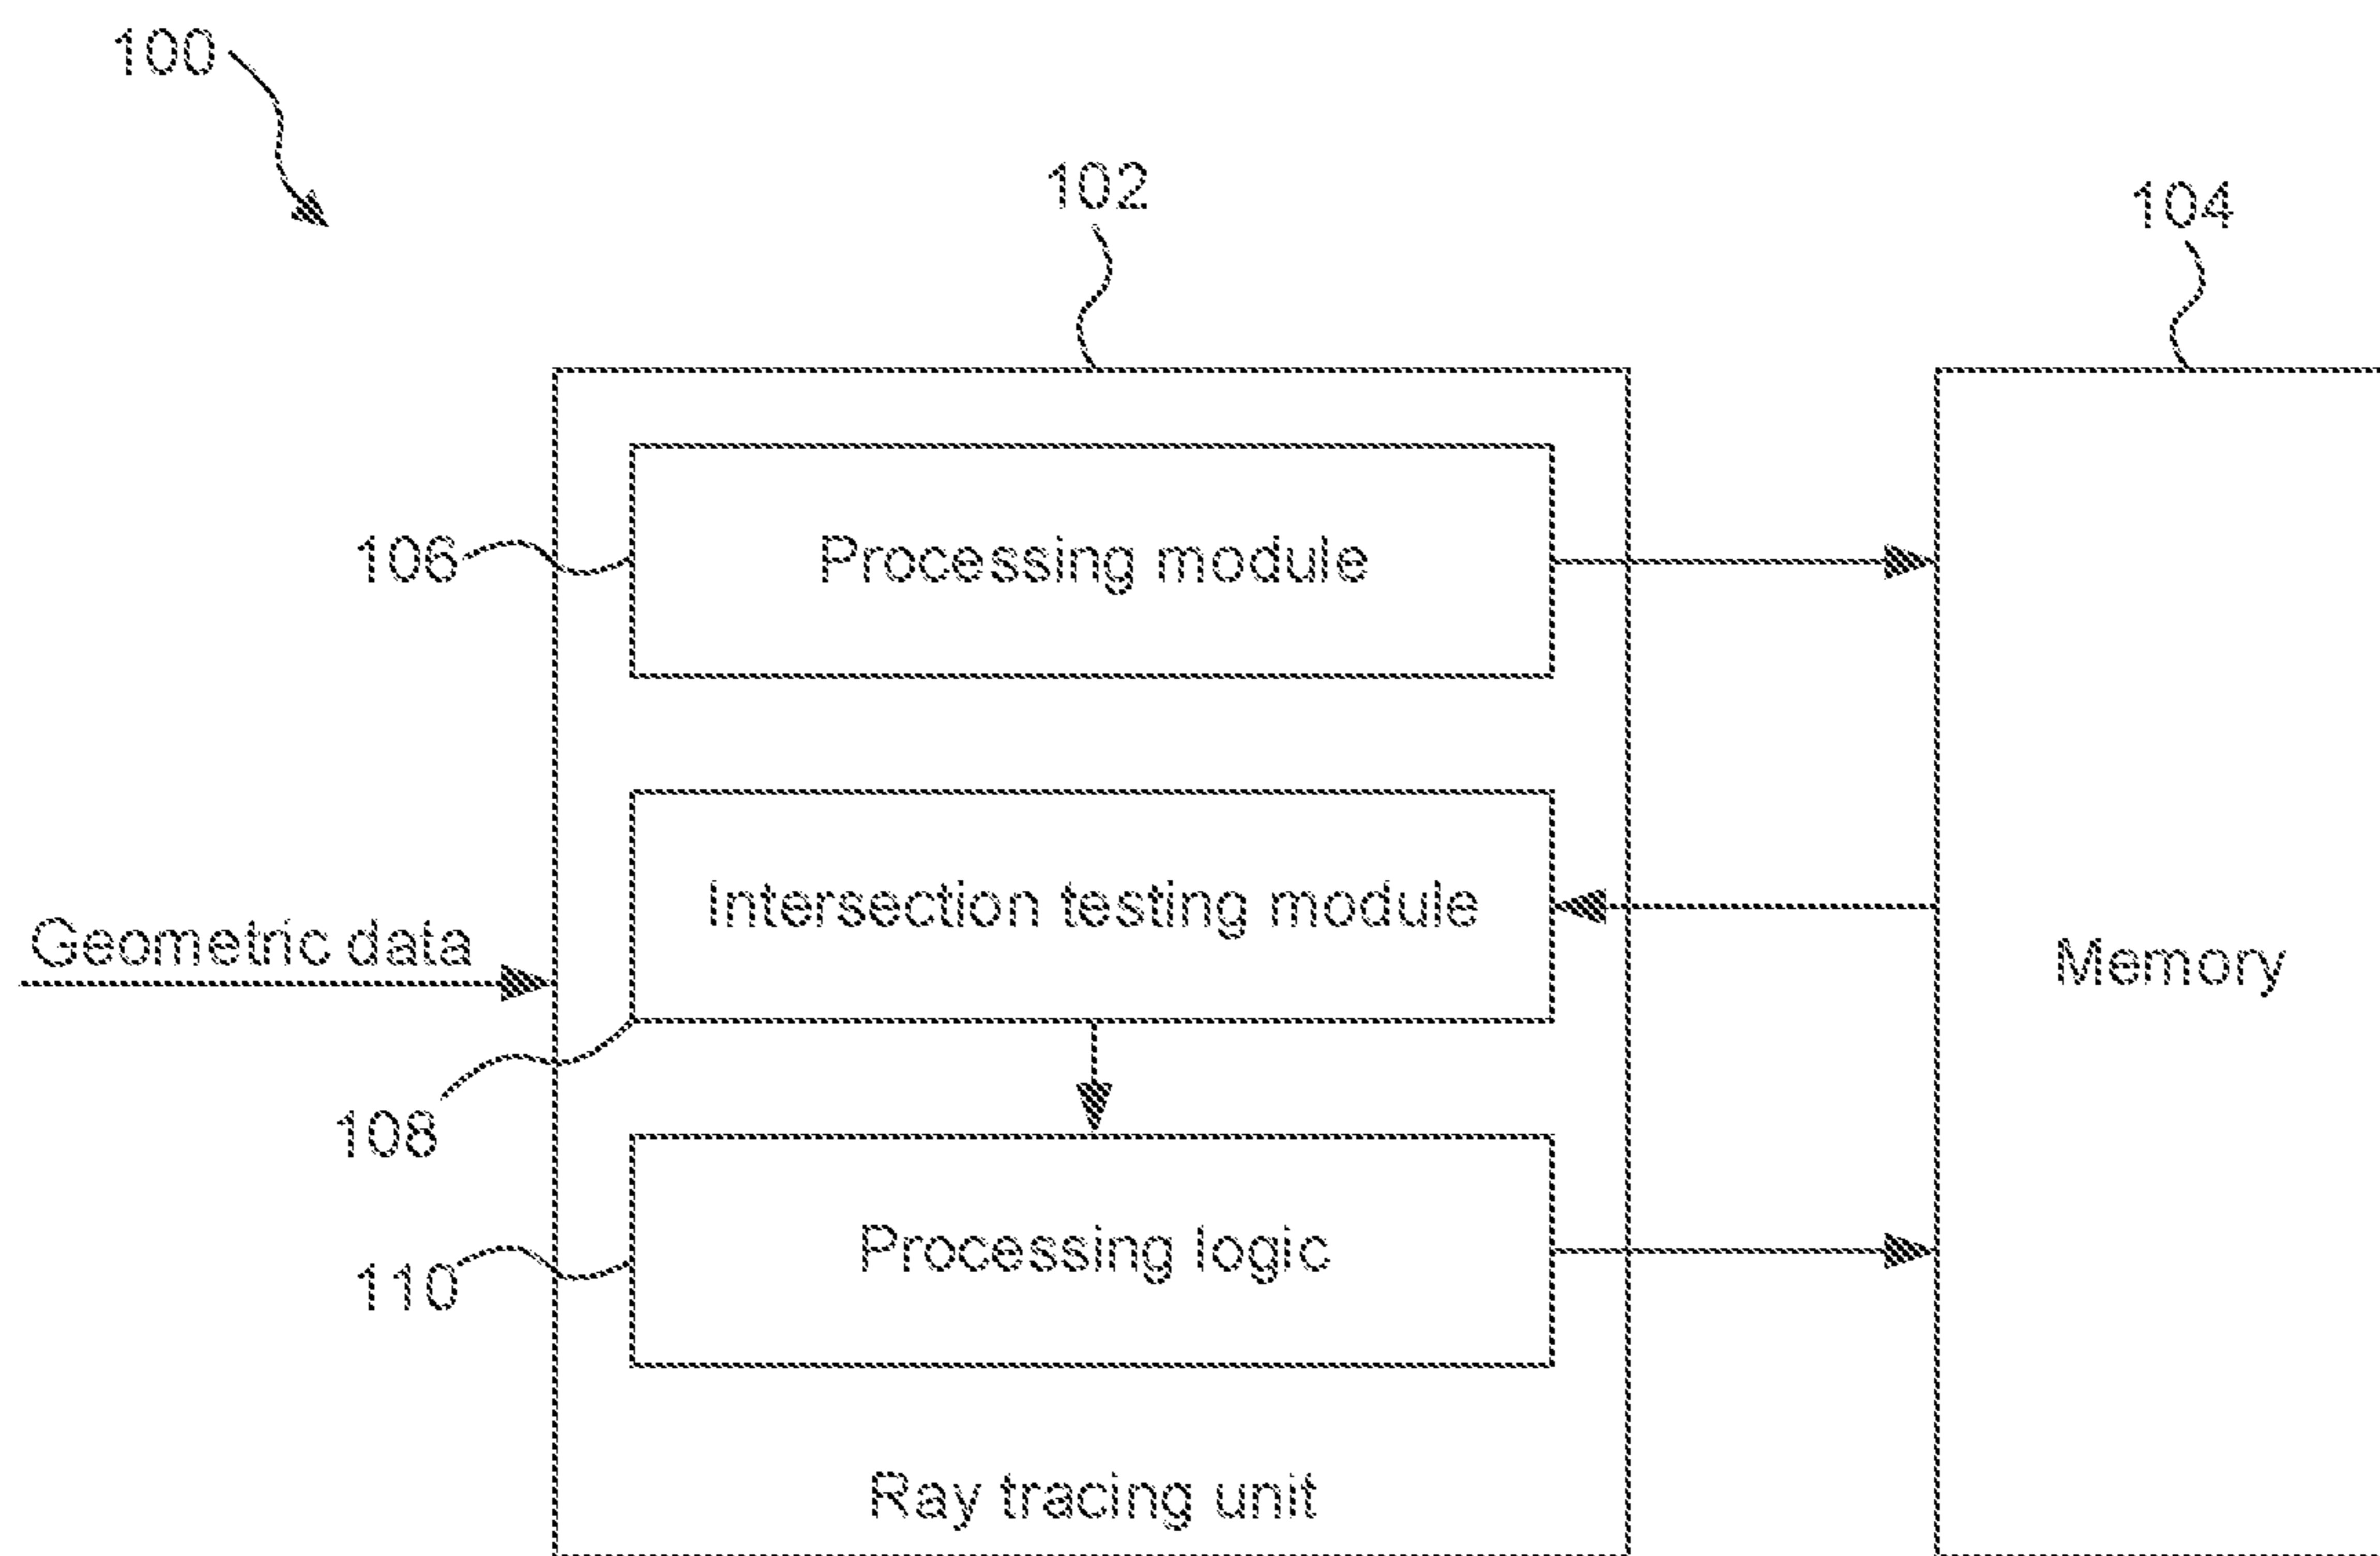 100
102
104
106
Processing module
Intersection testing module
Geometric data
Memory
108
Processing logic
110
Ray tracing unit